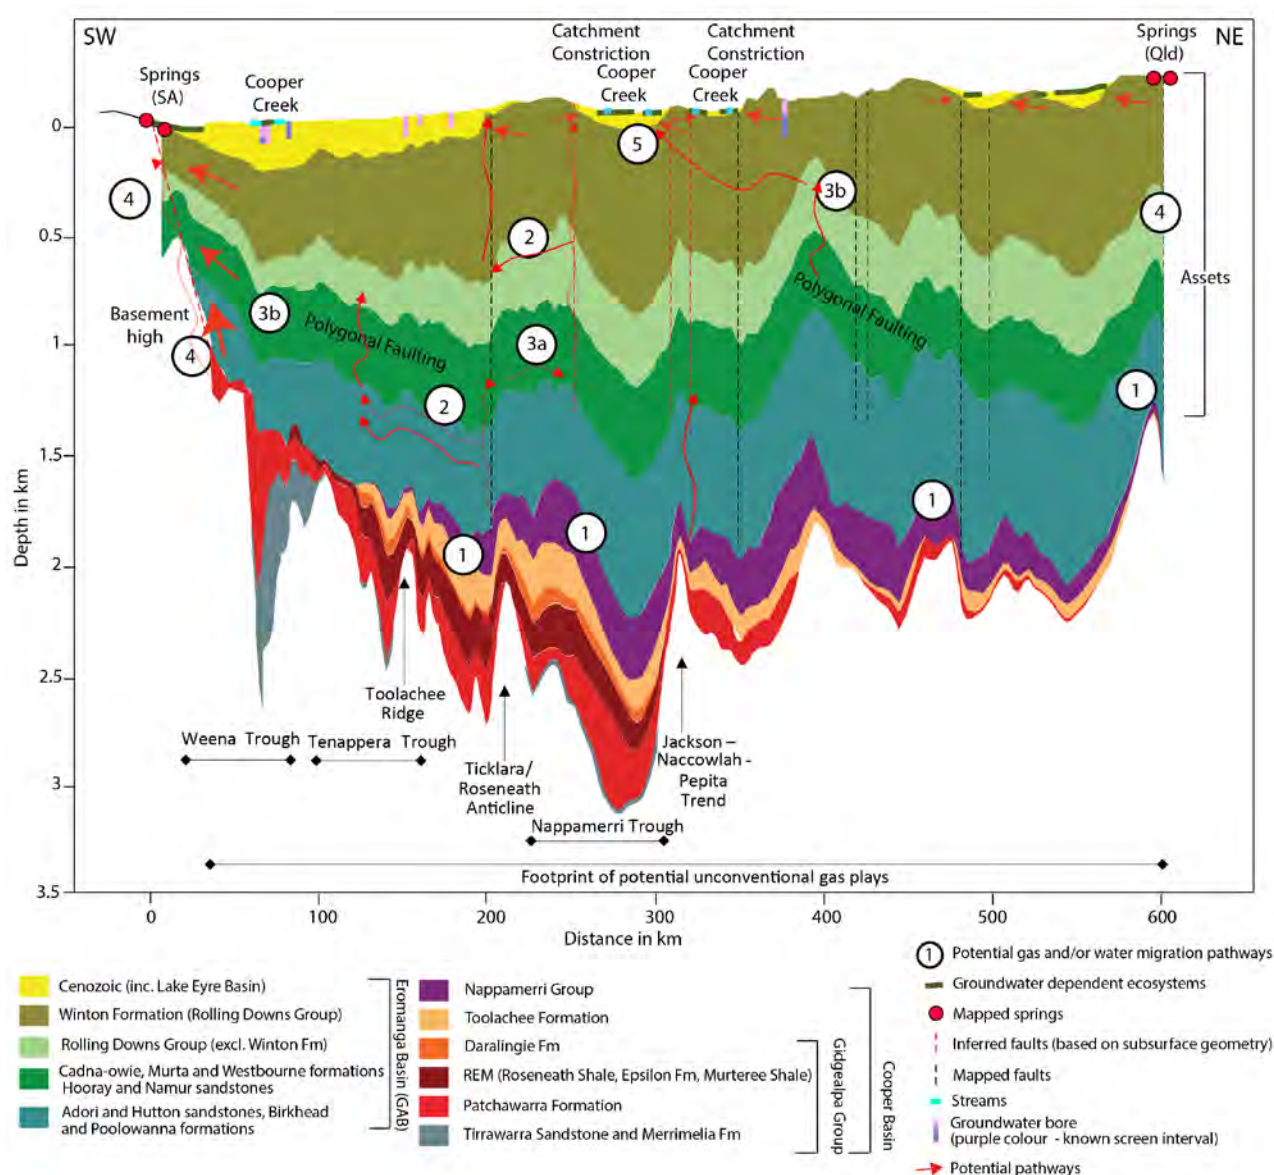 SW
NE
Springs
(SA)
Cooper
Creek
Catchment
Constriction
Cooper
Creek
Catchment
Constriction
Cooper
Creek
Springs
(Qld)
0
0.5
1
1.5
2
2.5
3
3.5
Depth in km
4
5
3b
4
2
Assets
Basement
high
3b
Polygonal Faulting
Polygonal Faulting
4
3a
2
1
1
1
1
Toolachee
Ridge
Weena Trough
Tenappera Trough
Ticklara/
Roseneath
Anticline
Jackson –
Naccowlah -
Pepita
Trend
Nappamerri Trough
Footprint of potential unconventional gas plays
0
100
200
300
400
500
600
Distance in km
Cenozoic (inc. Lake Eyre Basin)
Winton Formation (Rolling Downs Group)
Rolling Downs Group (excl. Winton Fm)
Cadna-owie, Murta and Westbourne formations
Hooray and Namur sandstones
Adori and Hutton sandstones, Birkhead
and Poolowanna formations
Eromanga Basin (GAB)
Nappamerri Group
Toolachee Formation
Daralingie Fm
REM (Roseneath Shale, Epsilon Fm, Murteree Shale)
Patchawarra Formation
Tirrawarra Sandstone and Merrimelia Fm
Gidgealpa Group
Cooper Basin
1
Potential gas and/or water migration pathways
Groundwater dependent ecosystems
Mapped springs
Inferred faults (based on subsurface geometry)
Mapped faults
Streams
Groundwater bore
(purple colour - known screen interval)
Potential pathways